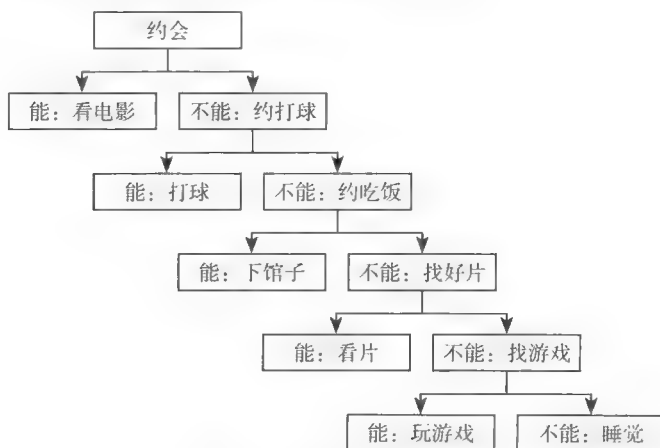 约会
能：看电影
不能：约打球
能：打球
不能：约吃饭
能：下馆子
不能：找好片
能：看片
不能：找游戏
能：玩游戏
不能：睡觉